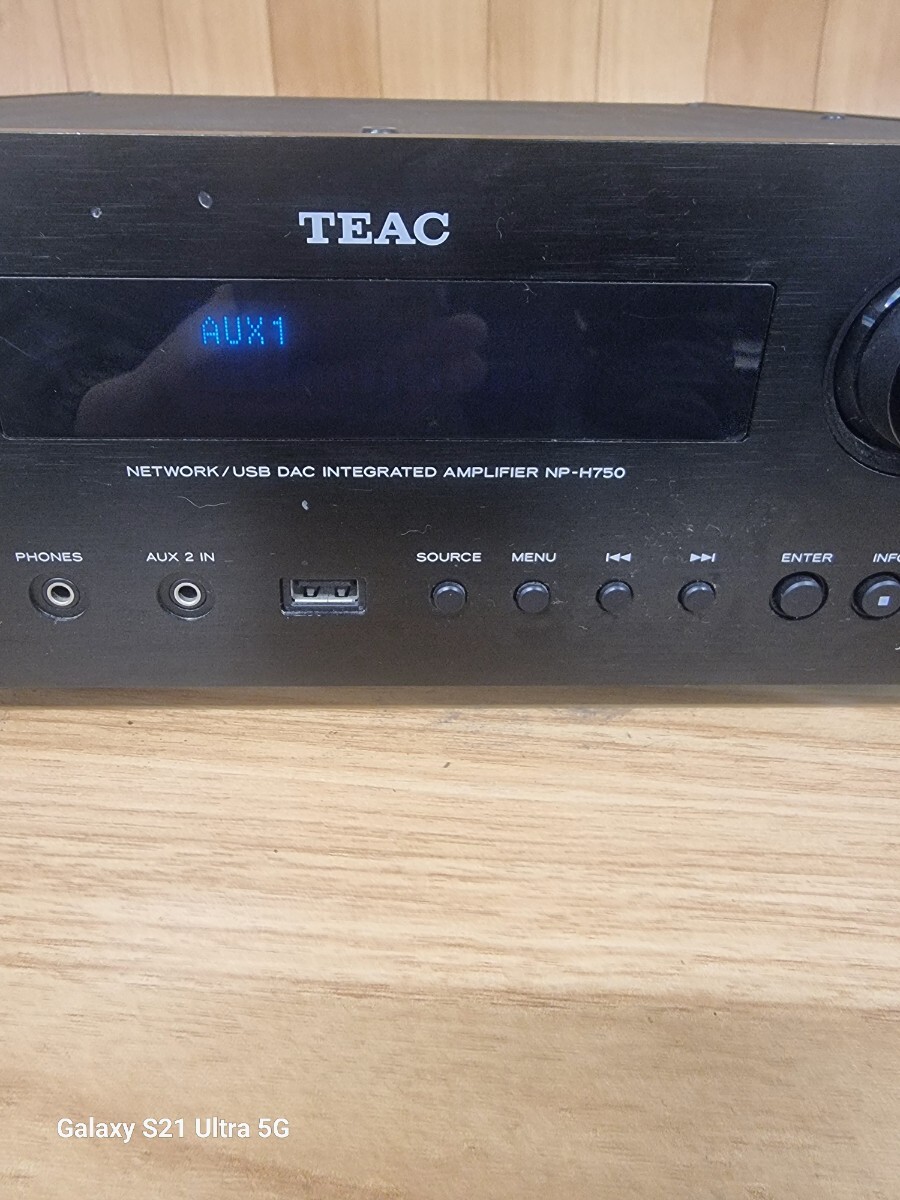 TEAC
AUX1
NETWORK/USB DAC INTEGRATED AMPLIFIER NP-H750
PHONES AUX 2 IN SOURCE MENU ENTER INFO
Galaxy S21 Ultra 5G